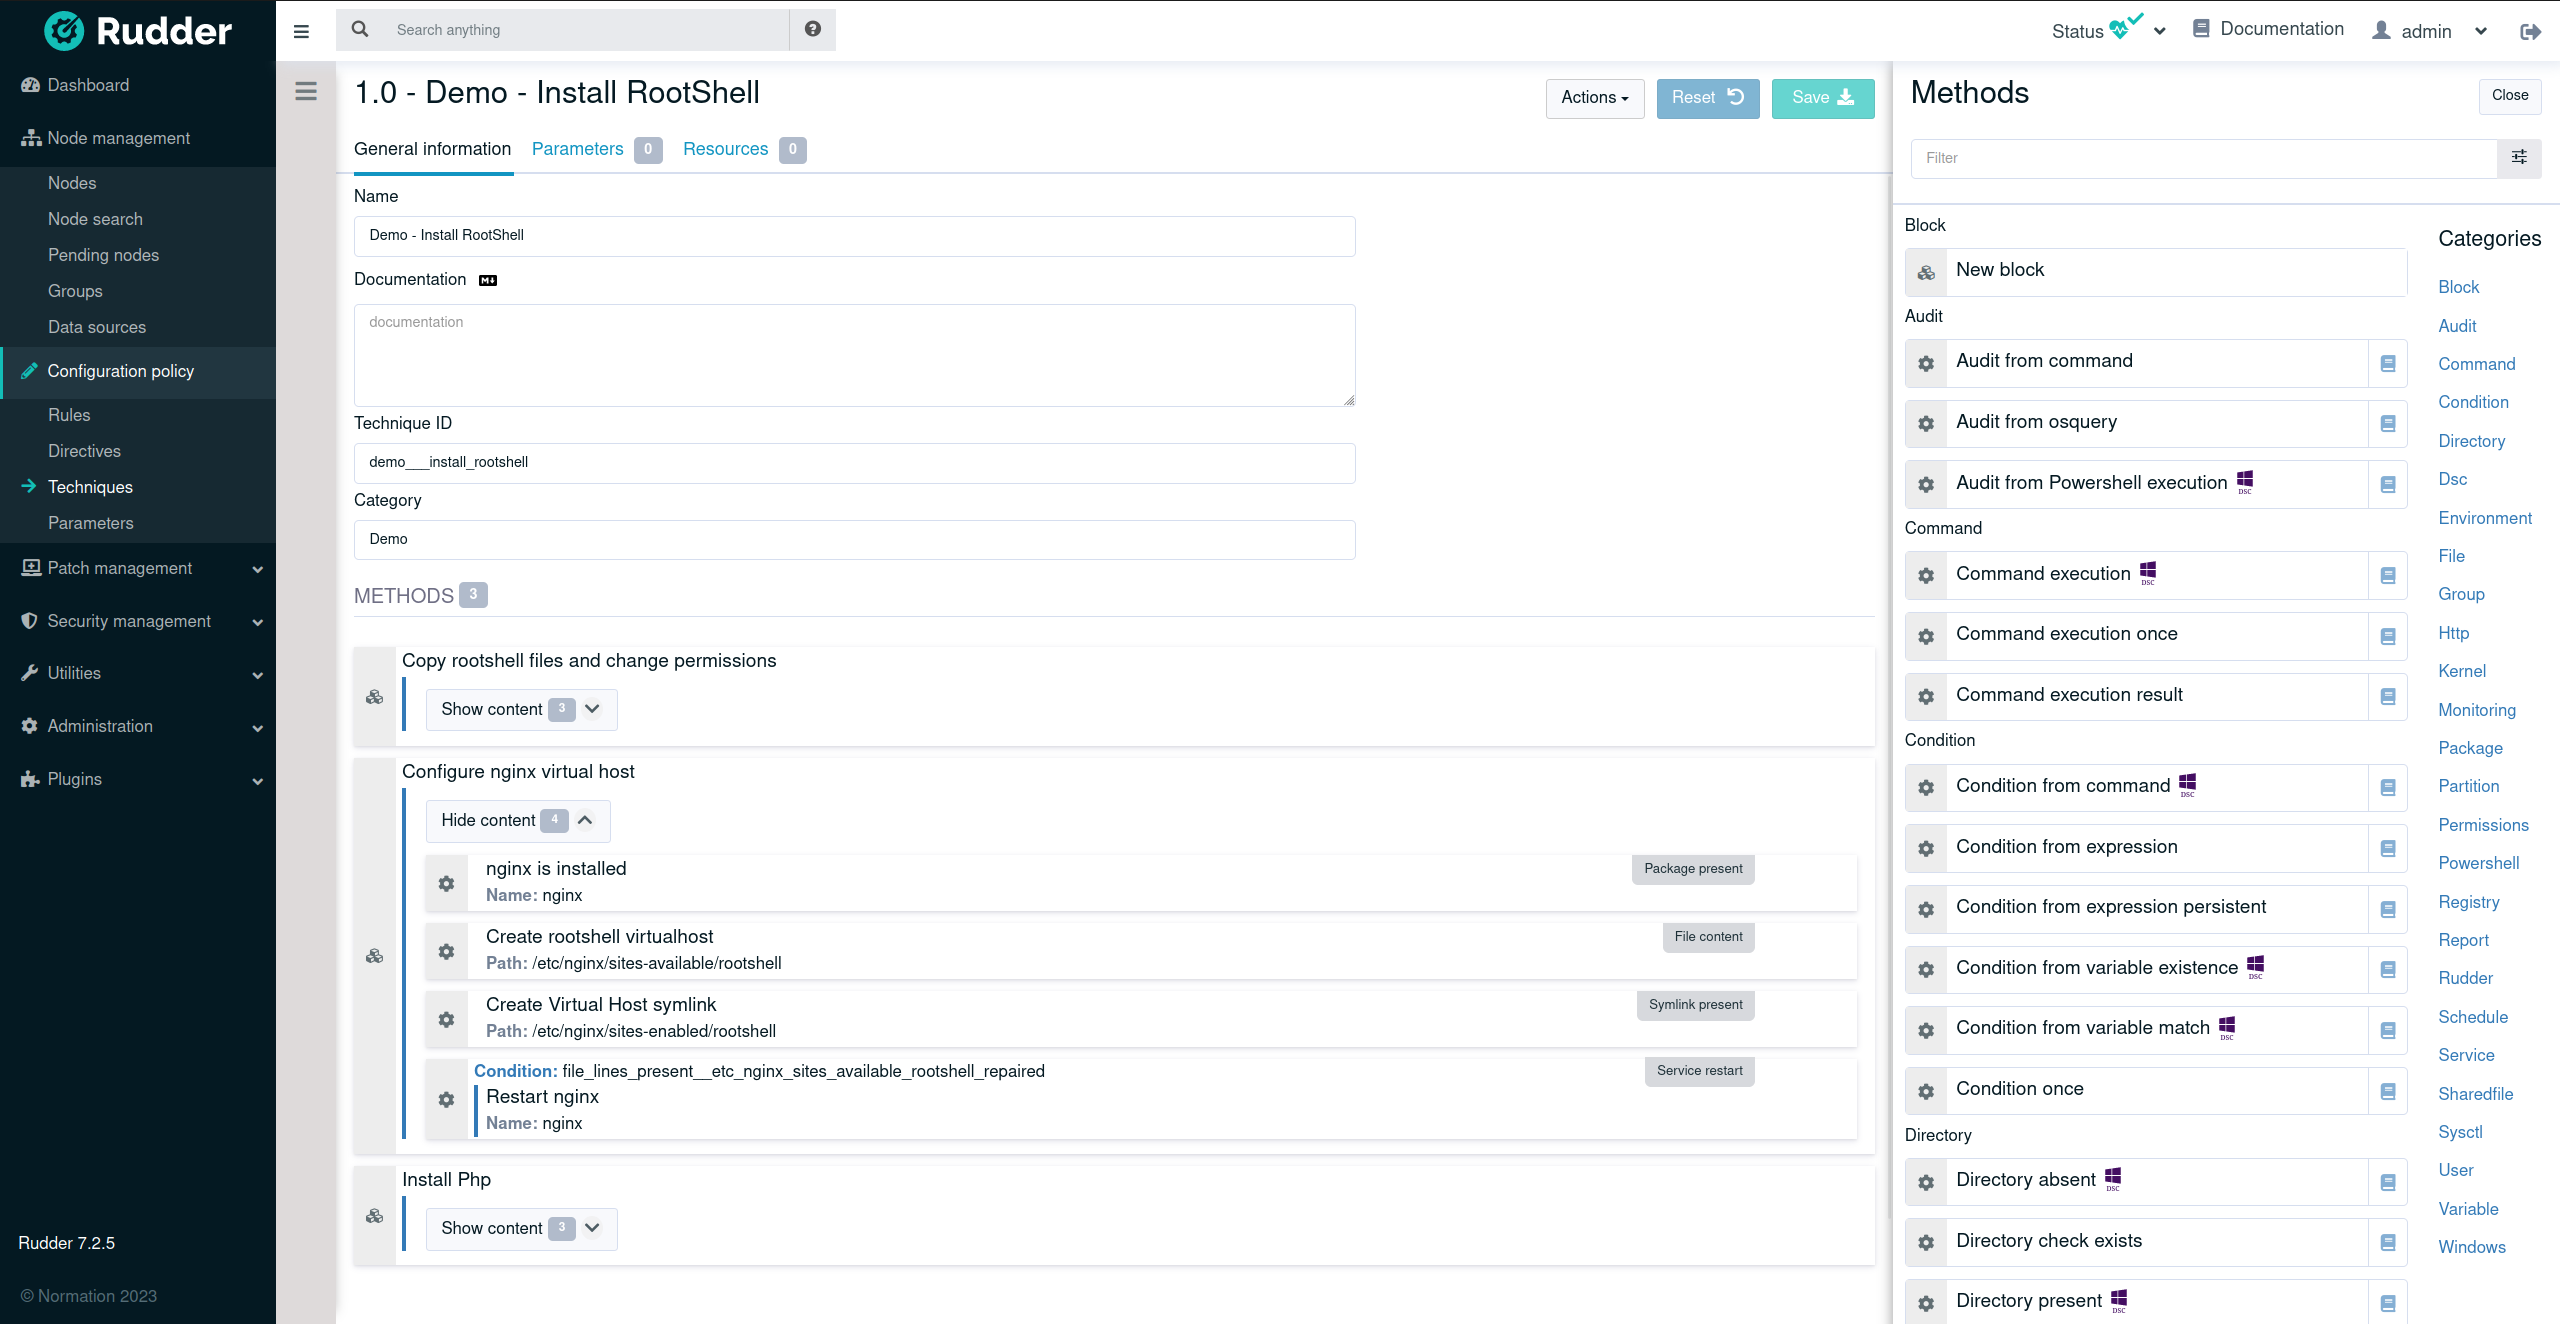 Rudder
Search anything
Status
Documentation
admin
Dashboard
Node management
Nodes
Node search
Pending nodes
Groups
Data sources
Configuration policy
Rules
Directives
Techniques
Parameters
Patch management
Security management
Utilities
Administration
Plugins
Rudder 7.2.5
© Normation 2023
1.0 - Demo - Install RootShell
Actions
Reset
Save
General information
Parameters 0
Resources 0
Name
Demo - Install RootShell
Documentation
documentation
Technique ID
demo___install_rootshell
Category
Demo
METHODS 3
Copy rootshell files and change permissions
Show content 3
Configure nginx virtual host
Hide content 4
nginx is installed
Package present
Name: nginx
Create rootshell virtualhost
File content
Path: /etc/nginx/sites-available/rootshell
Create Virtual Host symlink
Symlink present
Path: /etc/nginx/sites-enabled/rootshell
Condition: file_lines_present__etc_nginx_sites_available_rootshell_repaired
Service restart
Restart nginx
Name: nginx
Install Php
Show content 3
Methods
Close
Filter
Block
New block
Audit
Audit from command
Audit from osquery
Audit from Powershell execution DSC
Command
Command execution DSC
Command execution once
Command execution result
Condition
Condition from command DSC
Condition from expression
Condition from expression persistent
Condition from variable existence DSC
Condition from variable match DSC
Condition once
Directory
Directory absent DSC
Directory check exists
Directory present DSC
Categories
Block
Audit
Command
Condition
Directory
Dsc
Environment
File
Group
Http
Kernel
Monitoring
Package
Partition
Permissions
Powershell
Registry
Report
Rudder
Schedule
Service
Sharedfile
Sysctl
User
Variable
Windows